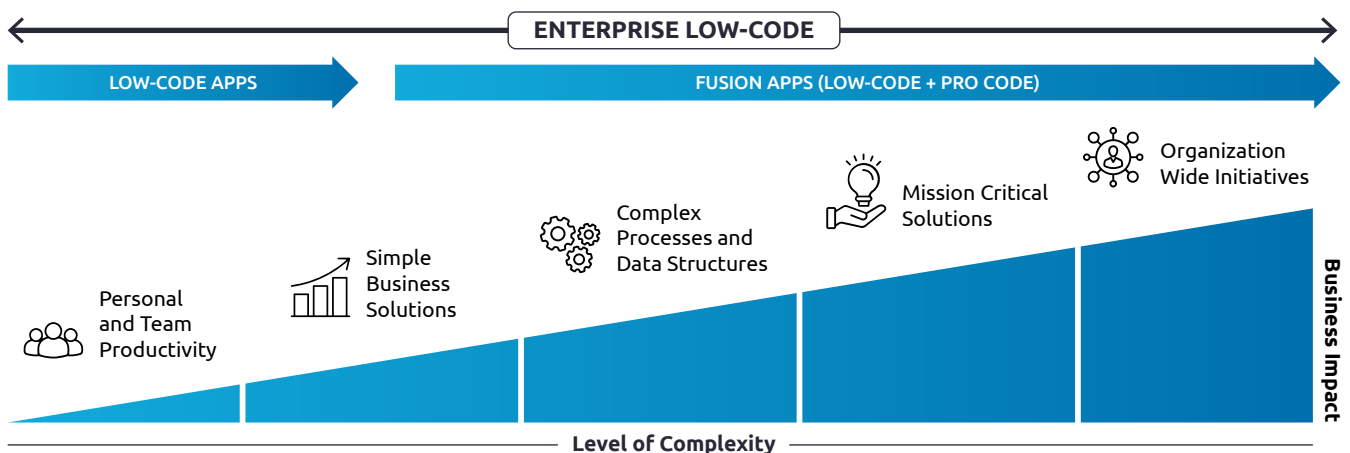 ENTERPRISE LOW-CODE
LOW-CODE APPS
FUSION APPS (LOW-CODE + PRO CODE)
Personal
and Team
Productivity
Simple
Business
Solutions
Complex
Processes and
Data Structures
Mission Critical
Solutions
Organization
Wide Initiatives
Business Impact
Level of Complexity